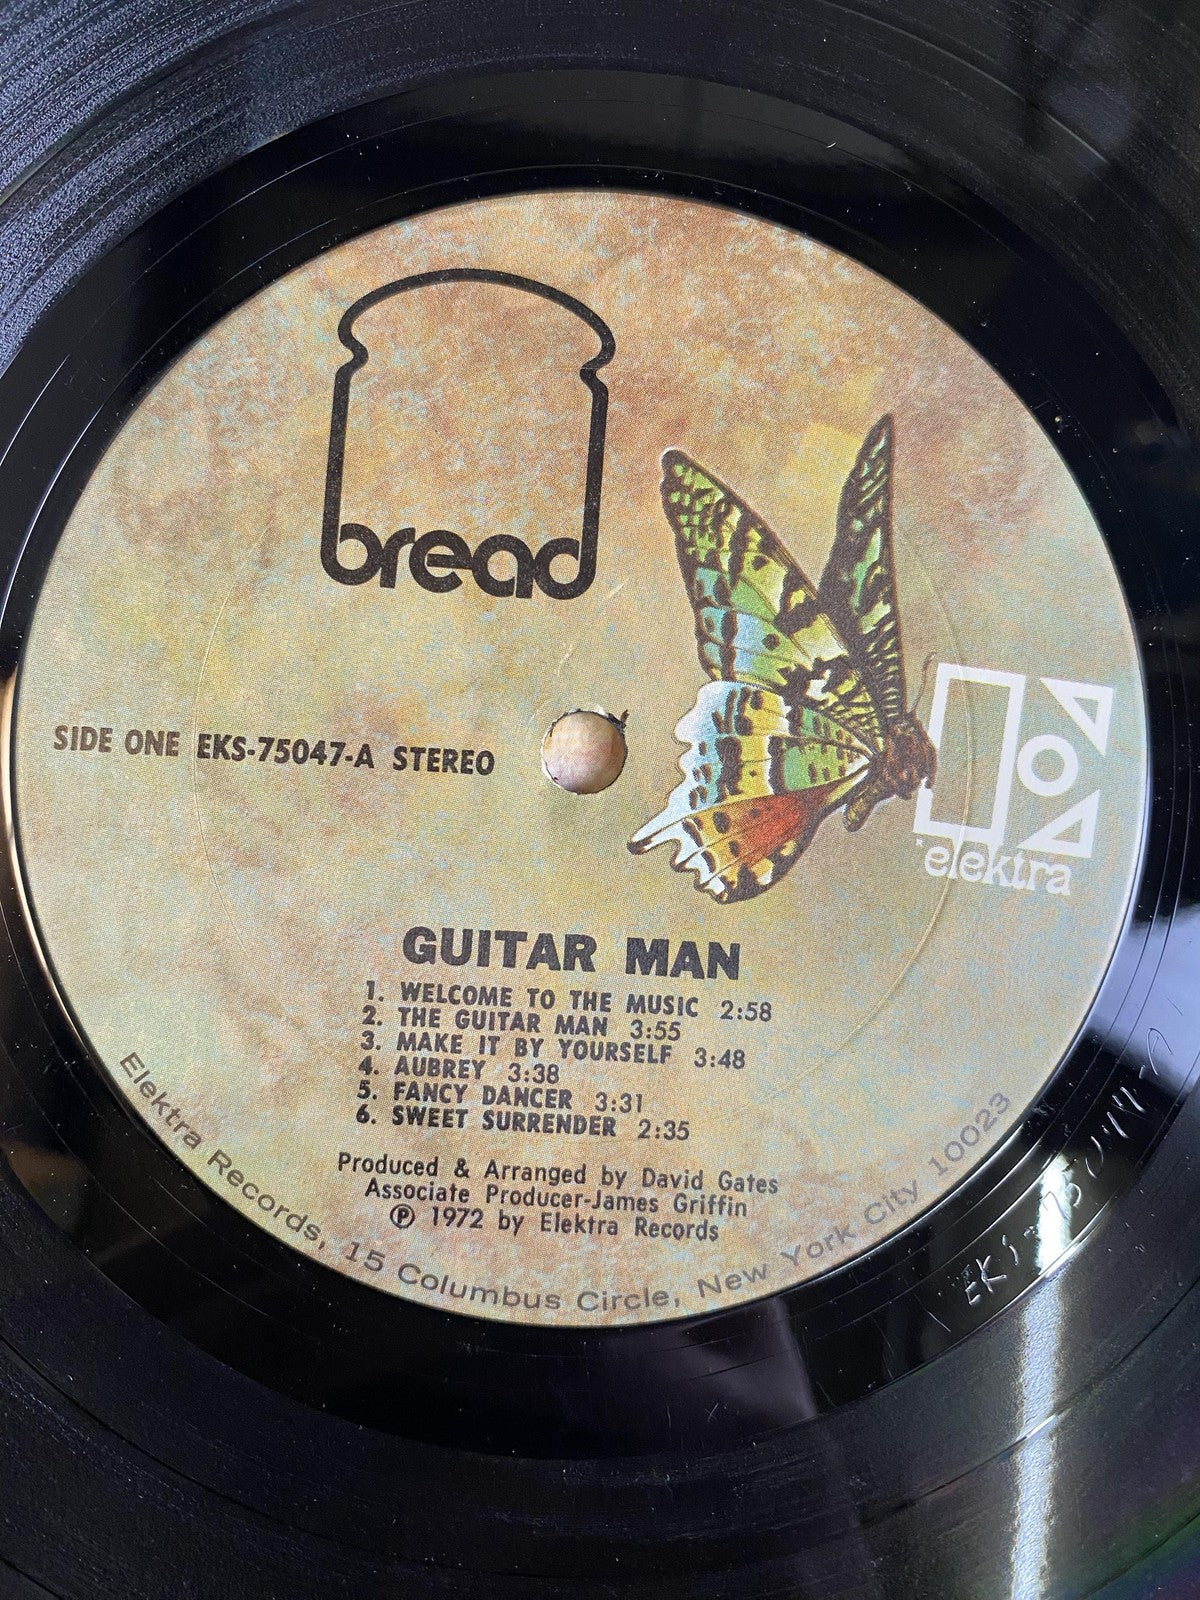 bread
SIDE ONE EKS-75047-A STEREO
elektra
GUITAR MAN
1. WELCOME TO THE MUSIC 2:58
2. THE GUITAR MAN 3:55
3. MAKE IT BY YOURSELF 3:48
4. AUBREY 3:38
5. FANCY DANCER 3:31
6. SWEET SURRENDER 2:35
Produced & Arranged by David Gates
Associate Producer-James Griffin
Ⓟ 1972 by Elektra Records
Elektra Records, 15 Columbus Circle, New York City 10023